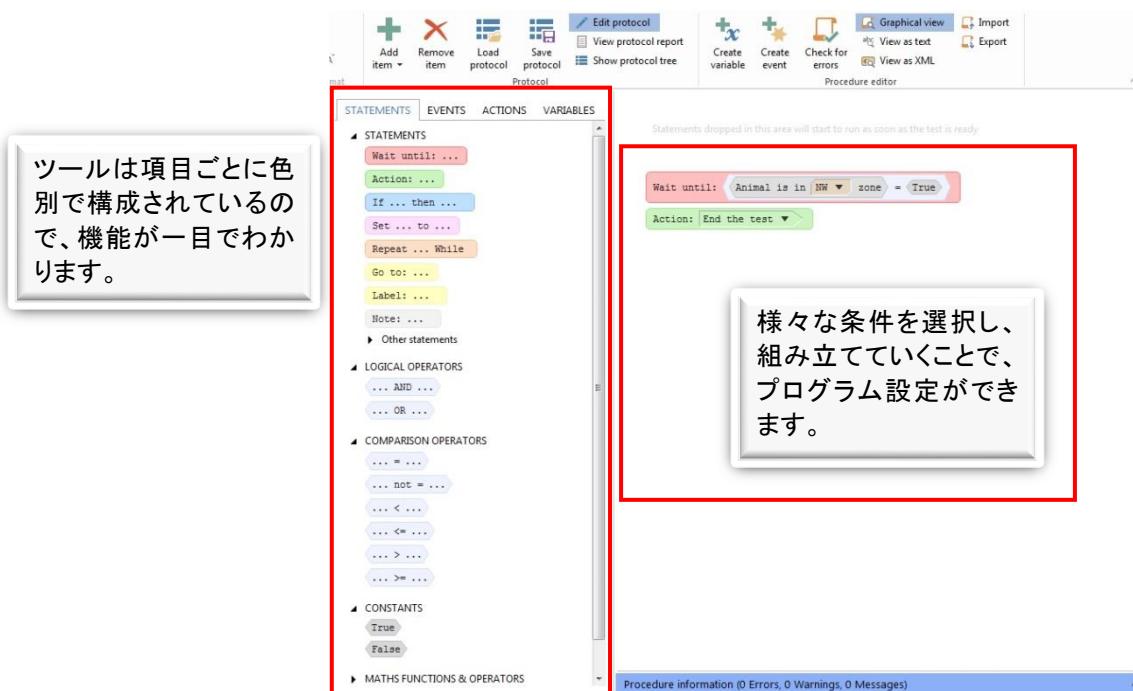 Add item
Remove item
Load protocol
Save protocol
Edit protocol
View protocol report
Show protocol tree
Protocol
Create variable
Create event
Check for errors
Graphical view
View as text
View as XML
Import
Export
Procedure editor
ツールは項目ごとに色
別で構成されているの
で、機能が一目でわか
ります。
STATEMENTS EVENTS ACTIONS VARIABLES
STATEMENTS
Wait until: ...
Action: ...
If ... then ...
Set ... to ...
Repeat ... While
Go to: ...
Label: ...
Note: ...
Other statements
LOGICAL OPERATORS
... AND ...
... OR ...
COMPARISON OPERATORS
... = ...
... not = ...
... < ...
... <= ...
... > ...
... >= ...
CONSTANTS
True
False
MATHS FUNCTIONS & OPERATORS
Statements dropped in this area will start to run as soon as the test is ready
Wait until: Animal is in NW ▼ zone = True
Action: End the test ▼
様々な条件を選択し、
組み立てていくことで、
プログラム設定ができ
ます。
Procedure information (0 Errors, 0 Warnings, 0 Messages)